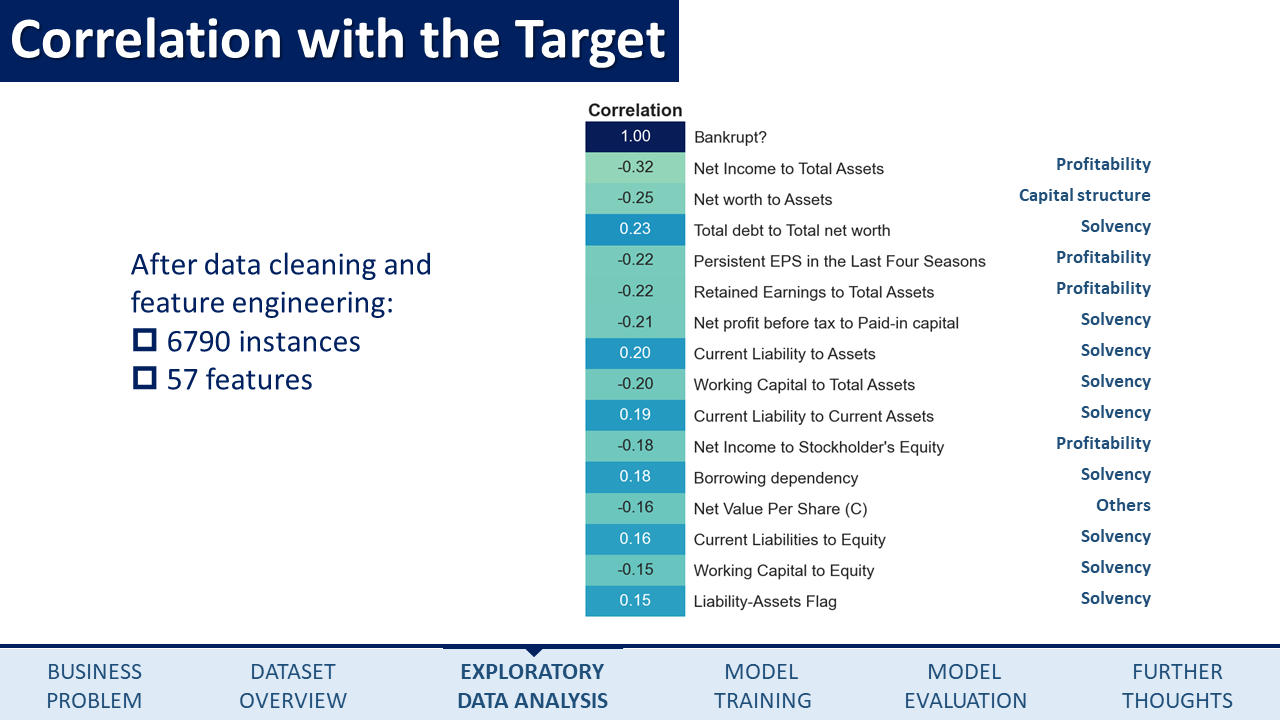 Correlation with the Target
After data cleaning and
feature engineering:
6790 instances
57 features
Correlation
1.00 Bankrupt?
-0.32 Net Income to Total Assets Profitability
-0.25 Net worth to Assets Capital structure
0.23 Total debt to Total net worth Solvency
-0.22 Persistent EPS in the Last Four Seasons Profitability
-0.22 Retained Earnings to Total Assets Profitability
-0.21 Net profit before tax to Paid-in capital Solvency
0.20 Current Liability to Assets Solvency
-0.20 Working Capital to Total Assets Solvency
0.19 Current Liability to Current Assets Solvency
-0.18 Net Income to Stockholder's Equity Profitability
0.18 Borrowing dependency Solvency
-0.16 Net Value Per Share (C) Others
0.16 Current Liabilities to Equity Solvency
-0.15 Working Capital to Equity Solvency
0.15 Liability-Assets Flag Solvency
BUSINESS
PROBLEM
DATASET
OVERVIEW
EXPLORATORY
DATA ANALYSIS
MODEL
TRAINING
MODEL
EVALUATION
FURTHER
THOUGHTS